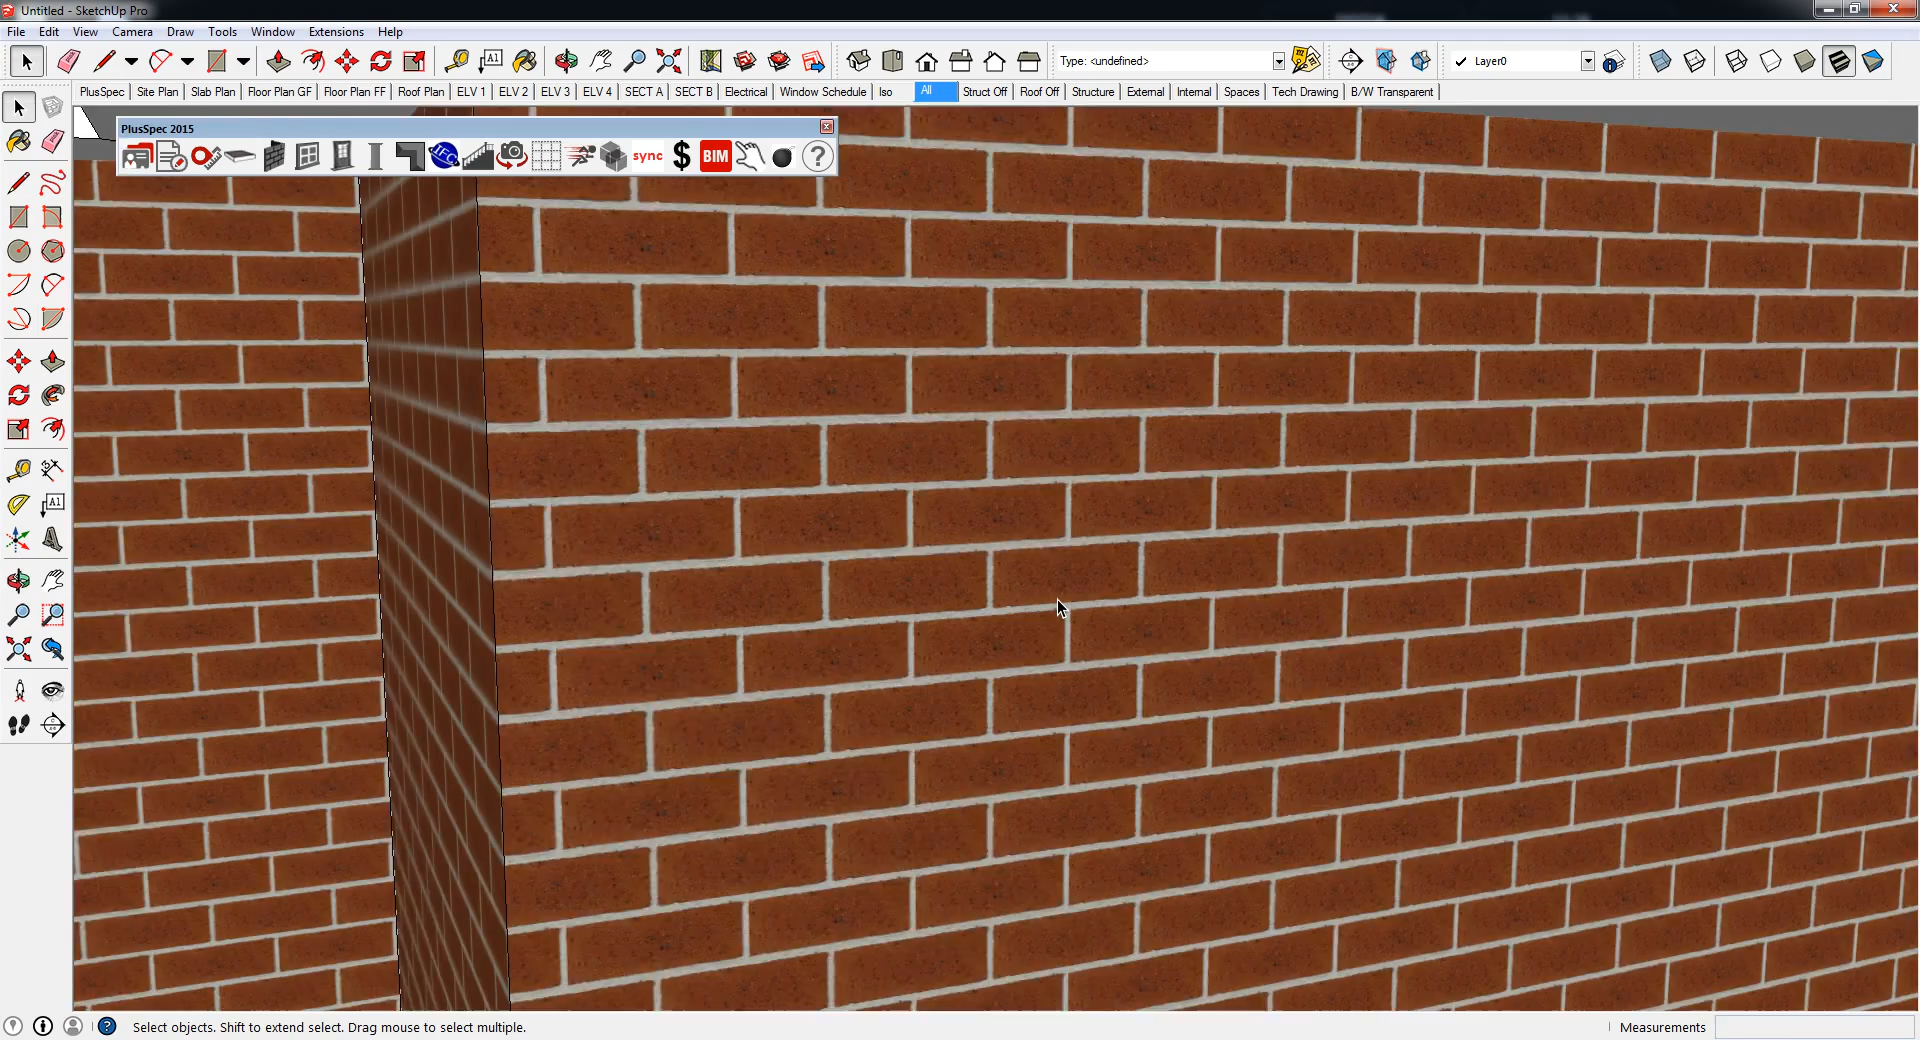 Untitled - SketchUp Pro
File Edit View Camera Draw Tools Window Extensions Help
A1 Type: <undefined> Layer0
PlusSpec Site Plan Slab Plan Floor Plan GF Floor Plan FF Roof Plan ELV 1 ELV 2 ELV 3 ELV 4 SECT A SECT B Electrical Window Schedule Iso All Struct Off Roof Off Structure External Internal Spaces Tech Drawing B/W Transparent
PlusSpec 2015
IFC sync $ BIM ?
A1
Select objects. Shift to extend select. Drag mouse to select multiple.
Measurements